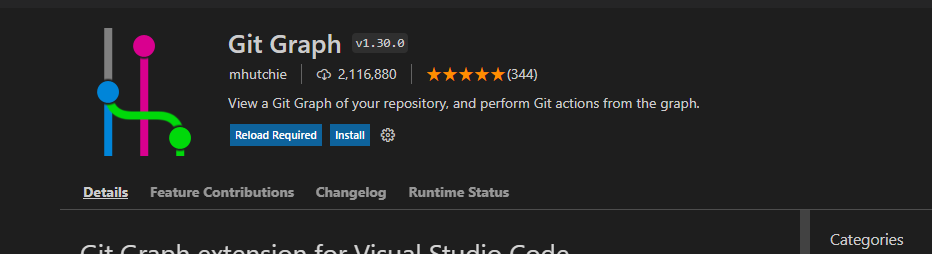 Git Graph v1.30.0
mhutchie 2,116,880 (344)
View a Git Graph of your repository, and perform Git actions from the graph.
Reload Required Install
Details Feature Contributions Changelog Runtime Status
Git Graph extension for Visual Studio Code
Categories